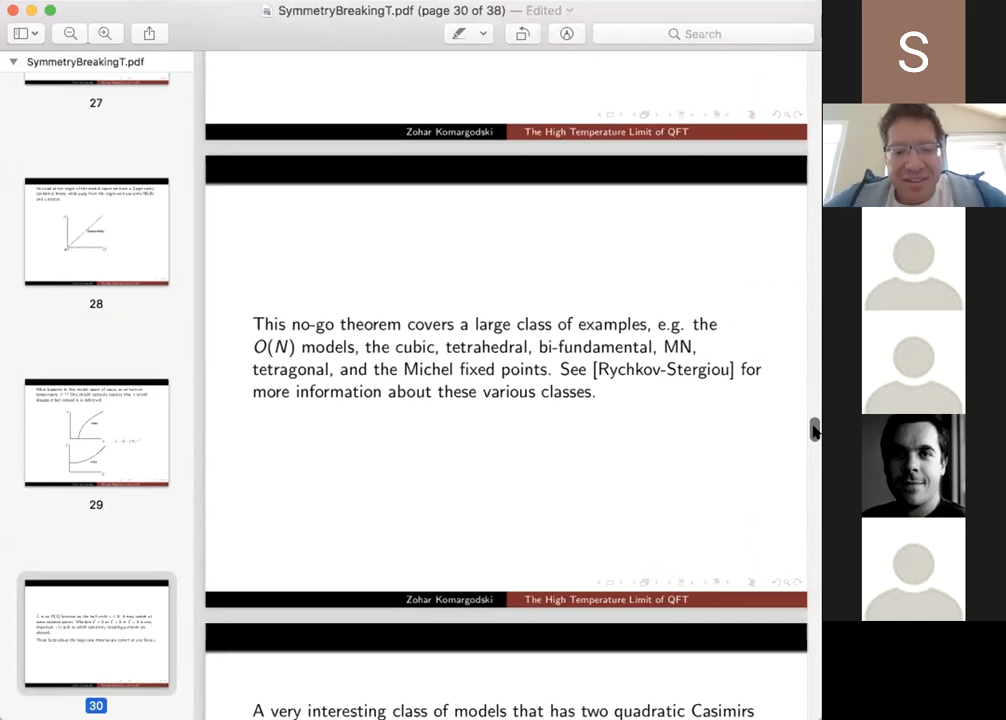 SymmetryBreakingT.pdf (page 30 of 38) — Edited
Search
SymmetryBreakingT.pdf
27
28
29
30
Zohar Komargodski The High Temperature Limit of QFT
This no-go theorem covers a large class of examples, e.g. the
O(N) models, the cubic, tetrahedral, bi-fundamental, MN,
tetragonal, and the Michel fixed points. See [Rychkov-Stergiou] for
more information about these various classes.
Zohar Komargodski The High Temperature Limit of QFT
A very interesting class of models that has two quadratic Casimirs
S